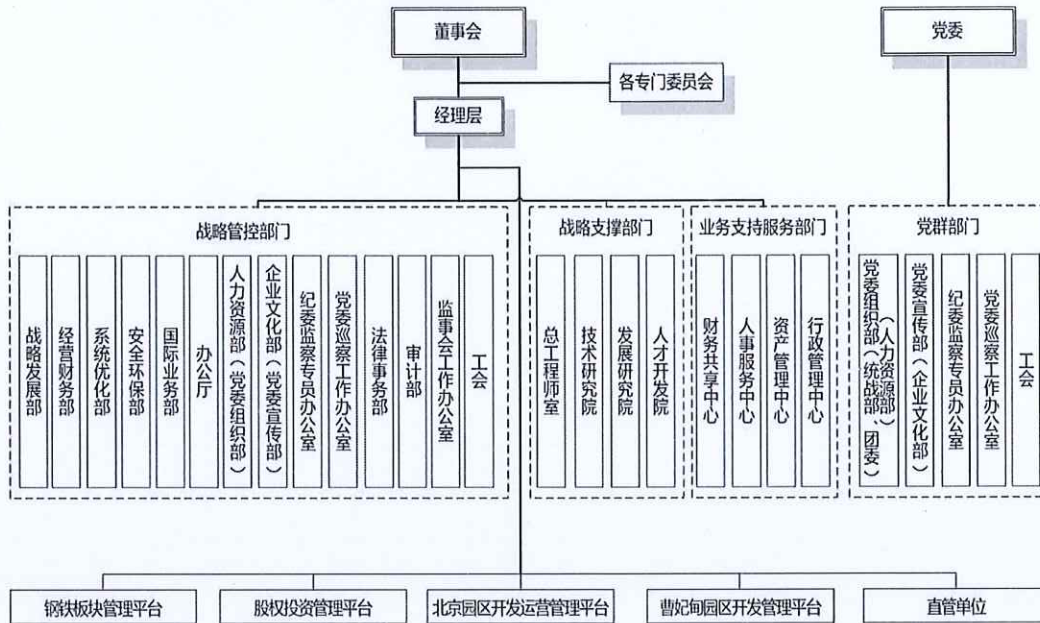 董事会
党委
各专门委员会
经理层
战略管控部门
战略发展部
经营财务部
系统优化部
安全环保部
国际业务部
办公厅
人力资源部（党委组织部）
企业文化部（党委宣传部）
纪委监察专员办公室
党委巡察工作办公室
法律事务部
审计部
监事会工作办公室
工会
战略支撑部门
总工程师室
技术研究院
发展研究院
人才开发院
业务支持服务部门
财务共享中心
人事服务中心
资产管理中心
行政管理中心
党群部门
党委组织部（统战部、团委）
（人力资源部）
党委宣传部（企业文化部）
纪委监察专员办公室
党委巡察工作办公室
工会
钢铁板块管理平台
股权投资管理平台
北京园区开发运营管理平台
曹妃甸园区开发管理平台
直管单位